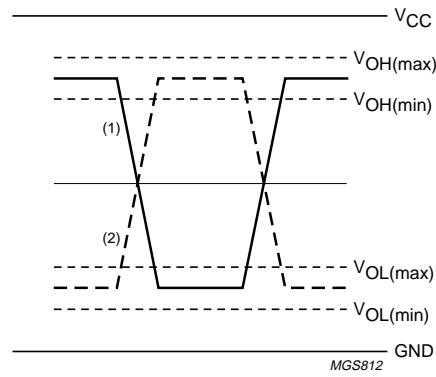 VCC
VOH(max)
VOH(min)
(1)
(2)
VOL(max)
VOL(min)
GND
MGS812